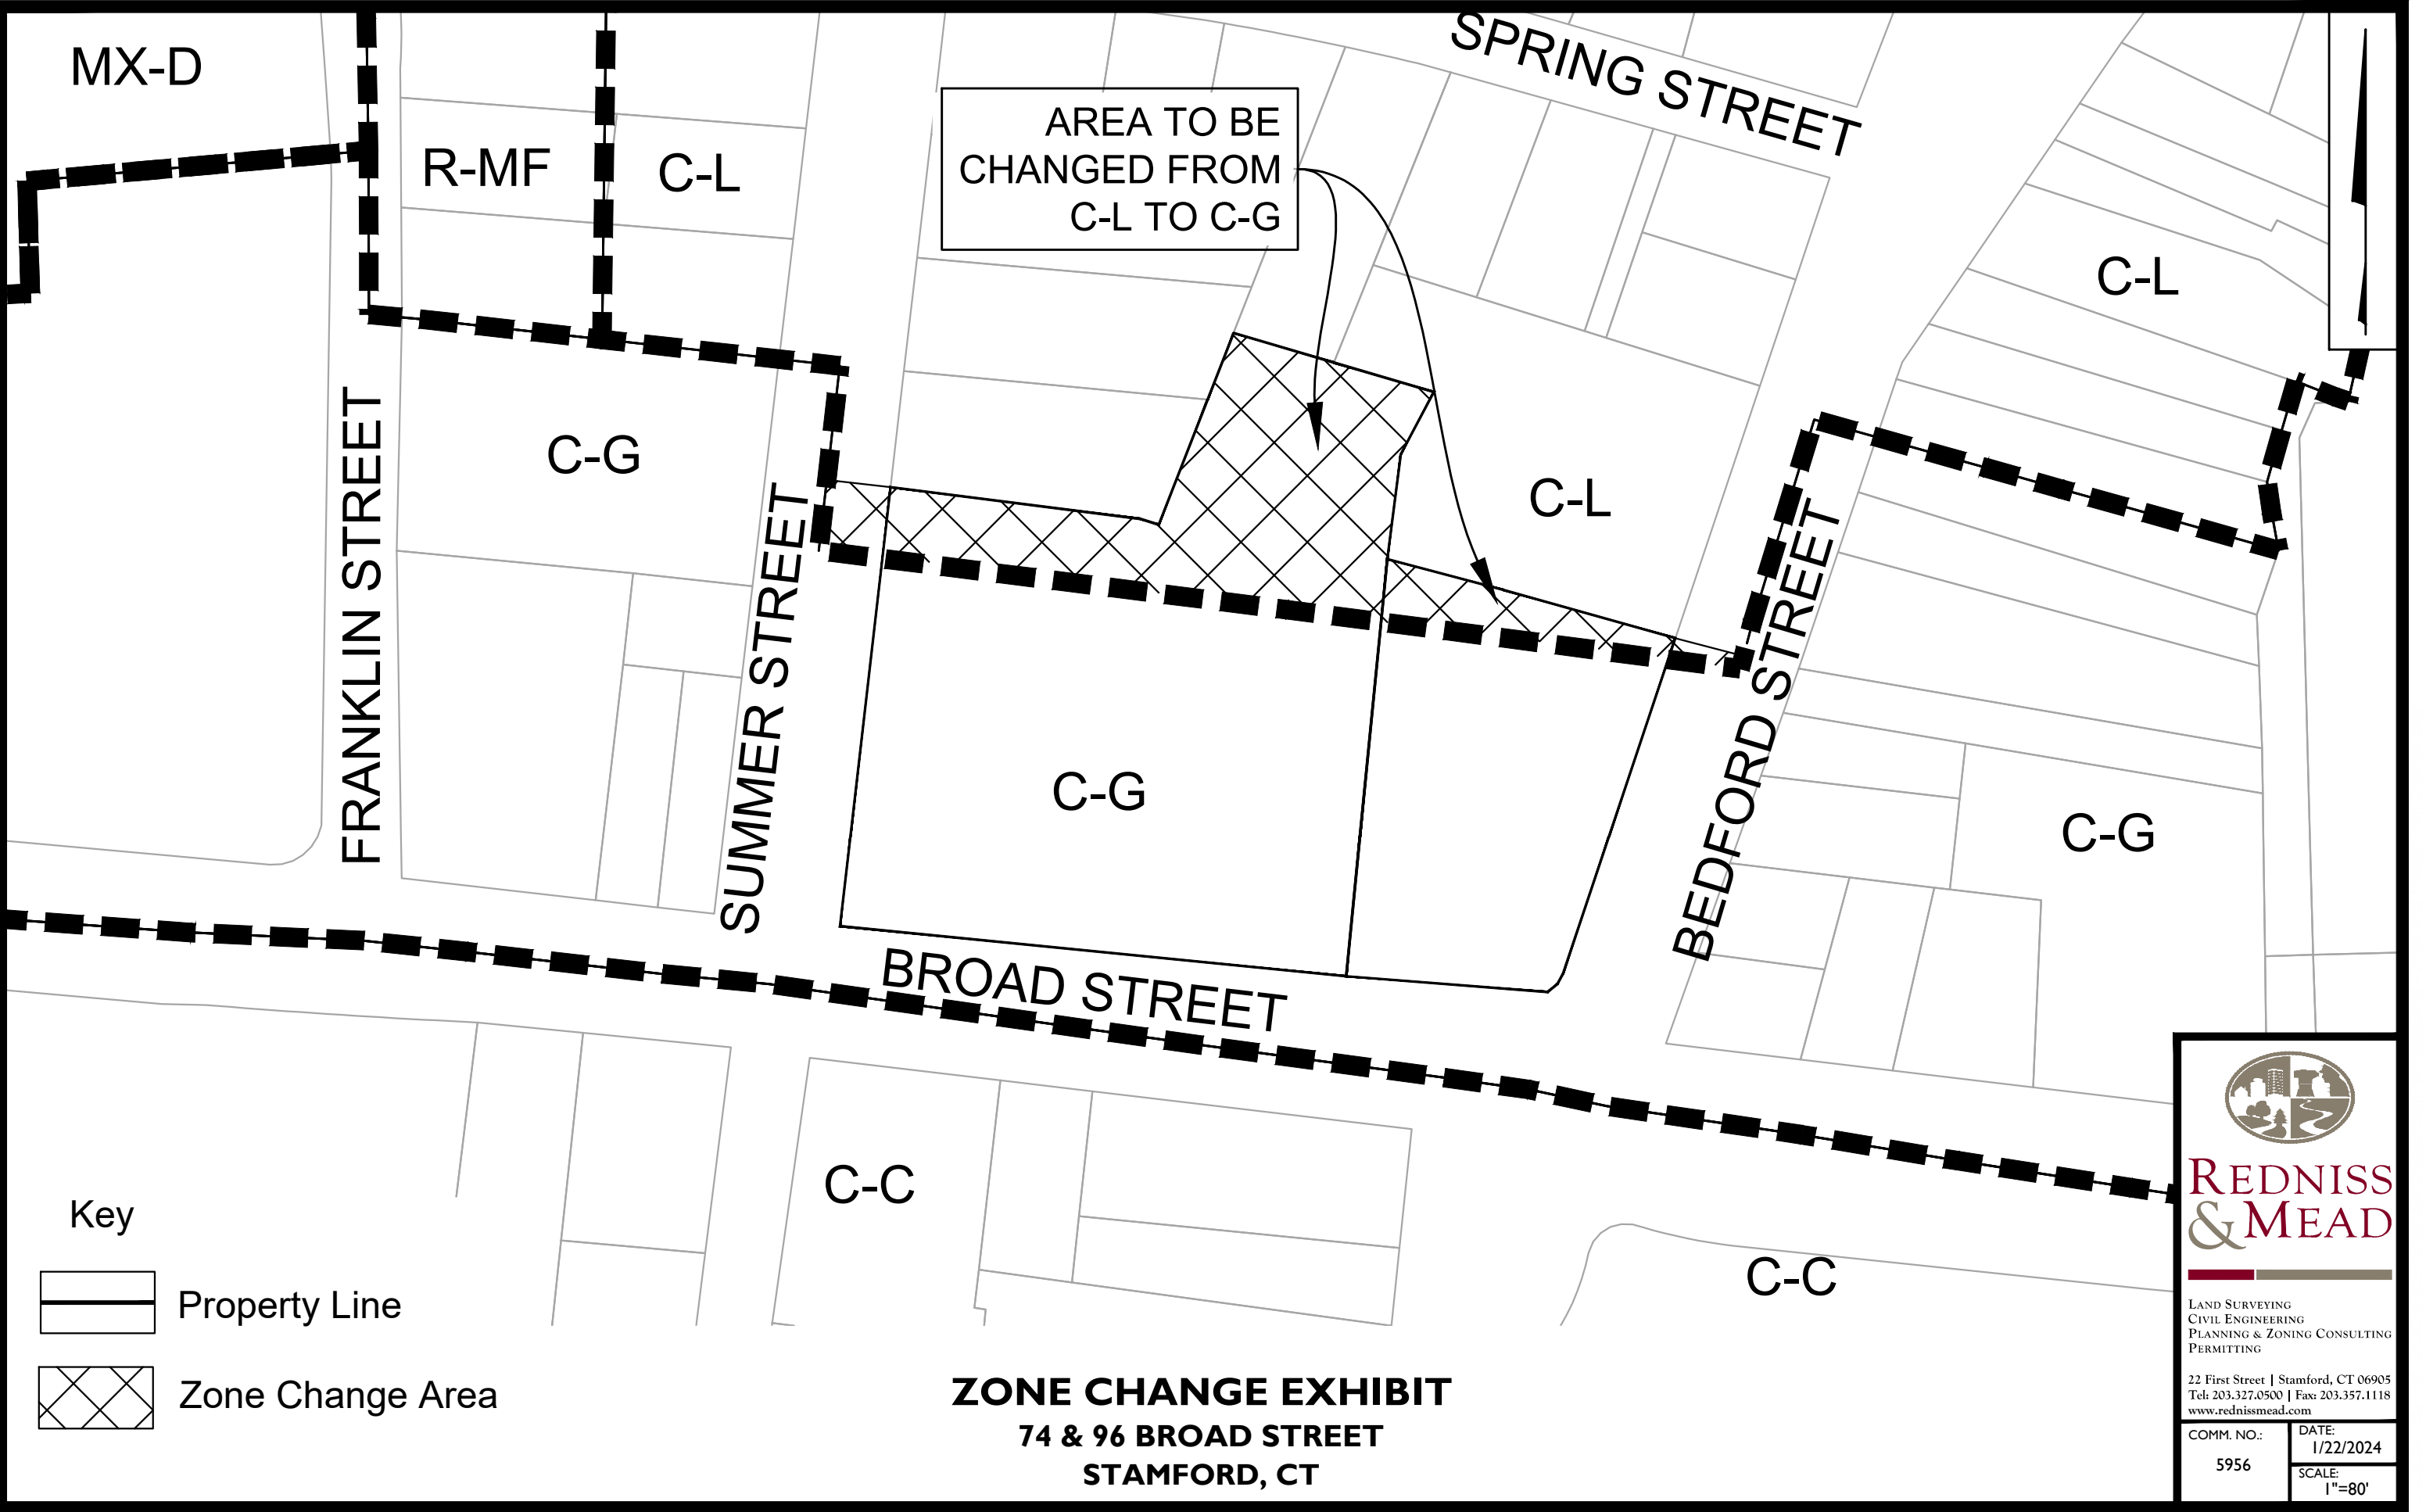 SPRING STREET
MX-D
AREA TO BE
CHANGED FROM
C-L TO C-G
R-MF
C-L
C-L
C-G
C-L
FRANKLIN STREET
SUMMER STREET
BEDFORD STREET
C-G
C-G
BROAD STREET
C-C
C-C
Key
Property Line
Zone Change Area
ZONE CHANGE EXHIBIT
74 & 96 BROAD STREET
STAMFORD, CT
REDNISS
& MEAD
LAND SURVEYING
CIVIL ENGINEERING
PLANNING & ZONING CONSULTING
PERMITTING
22 First Street | Stamford, CT 06905
Tel: 203.327.0500 | Fax: 203.357.1118
www.rednissmead.com
COMM. NO.:
5956
DATE:
1/22/2024
SCALE:
1"=80'